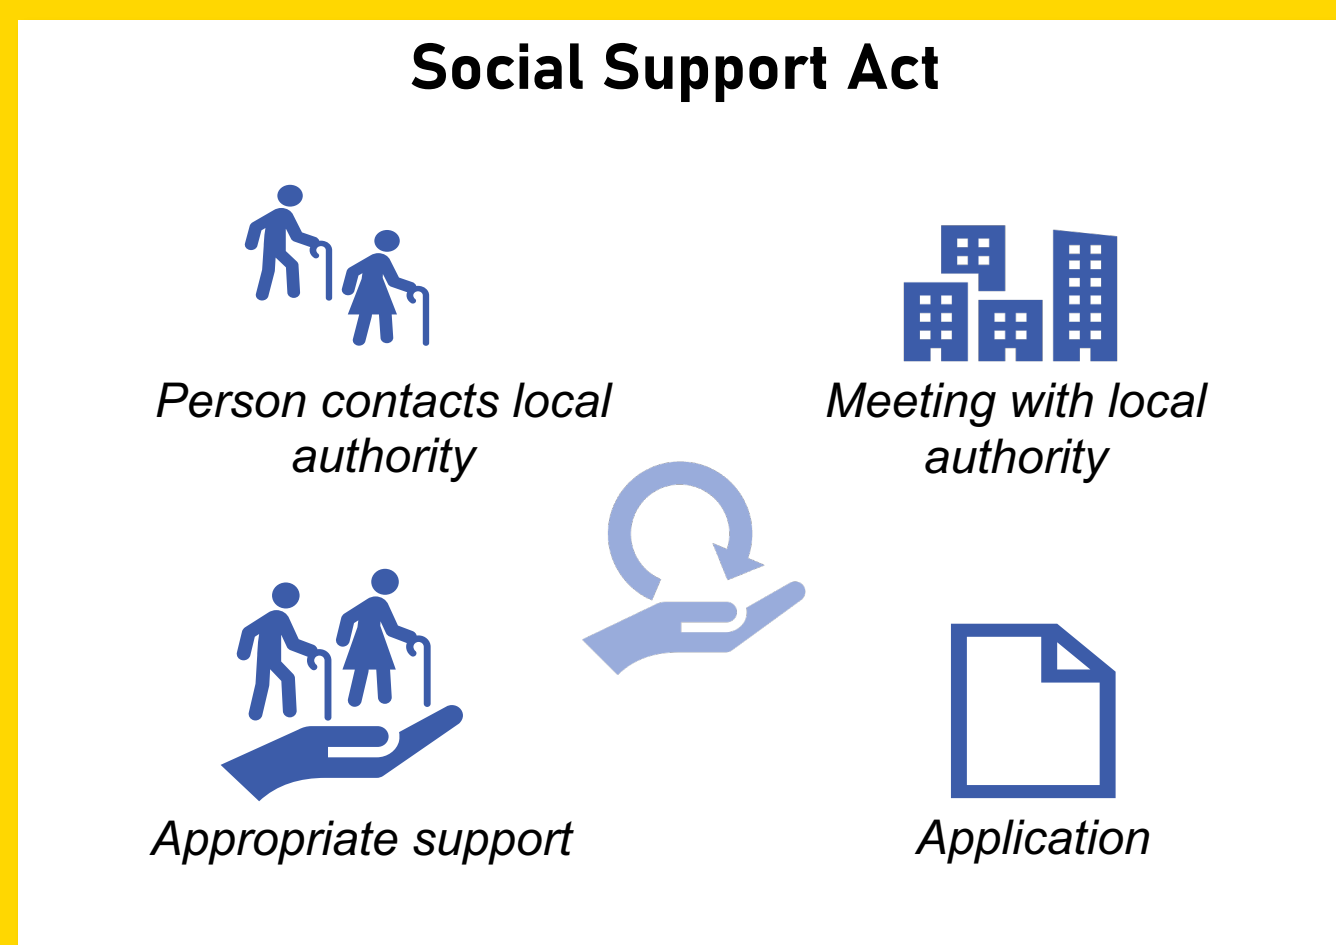 Social Support Act
Person contacts local
authority
Meeting with local
authority
Appropriate support
Application